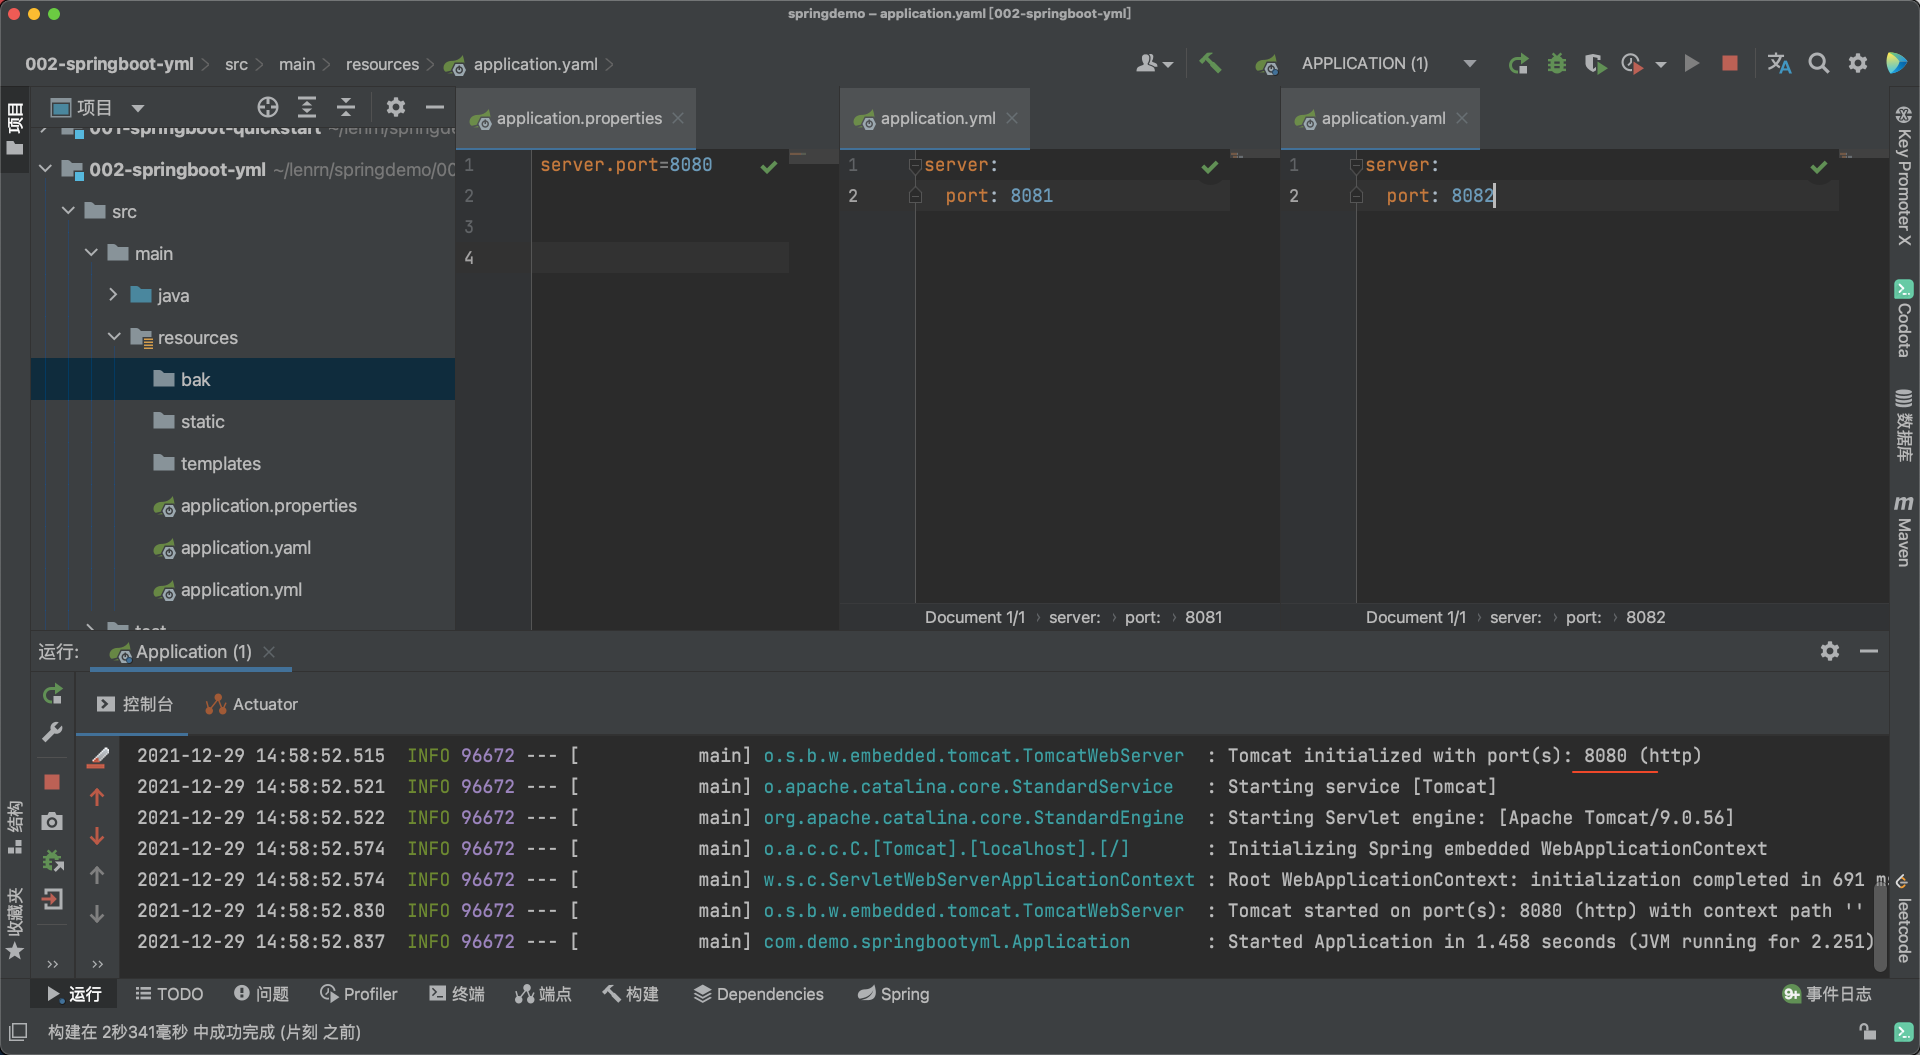 springdemo – application.yaml [002-springboot-yml]
002-springboot-yml > src > main > resources > application.yaml >
APPLICATION (1)
项目
项目
001-springboot-quickstart ~/lenrn/springde
002-springboot-yml ~/lenrn/springdemo/00
src
main
java
resources
bak
static
templates
application.properties
application.yaml
application.yml
test
application.properties
1 server.port=8080
2
3
4
application.yml
1 server:
2 port: 8081
Document 1/1 › server: › port: › 8081
application.yaml
1 server:
2 port: 8082
Document 1/1 › server: › port: › 8082
Key Promoter X
Codota
数据库
Maven
leetcode
结构
收藏夹
运行: Application (1)
控制台 Actuator
2021-12-29 14:58:52.515 INFO 96672 --- [ main] o.s.b.w.embedded.tomcat.TomcatWebServer : Tomcat initialized with port(s): 8080 (http)
2021-12-29 14:58:52.521 INFO 96672 --- [ main] o.apache.catalina.core.StandardService : Starting service [Tomcat]
2021-12-29 14:58:52.522 INFO 96672 --- [ main] org.apache.catalina.core.StandardEngine : Starting Servlet engine: [Apache Tomcat/9.0.56]
2021-12-29 14:58:52.574 INFO 96672 --- [ main] o.a.c.c.C.[Tomcat].[localhost].[/] : Initializing Spring embedded WebApplicationContext
2021-12-29 14:58:52.574 INFO 96672 --- [ main] w.s.c.ServletWebServerApplicationContext : Root WebApplicationContext: initialization completed in 691 ms
2021-12-29 14:58:52.830 INFO 96672 --- [ main] o.s.b.w.embedded.tomcat.TomcatWebServer : Tomcat started on port(s): 8080 (http) with context path ''
2021-12-29 14:58:52.837 INFO 96672 --- [ main] com.demo.springbootyml.Application : Started Application in 1.458 seconds (JVM running for 2.251)
运行 TODO 问题 Profiler 终端 端点 构建 Dependencies Spring 9+ 事件日志
构建在 2秒341毫秒 中成功完成 (片刻 之前)